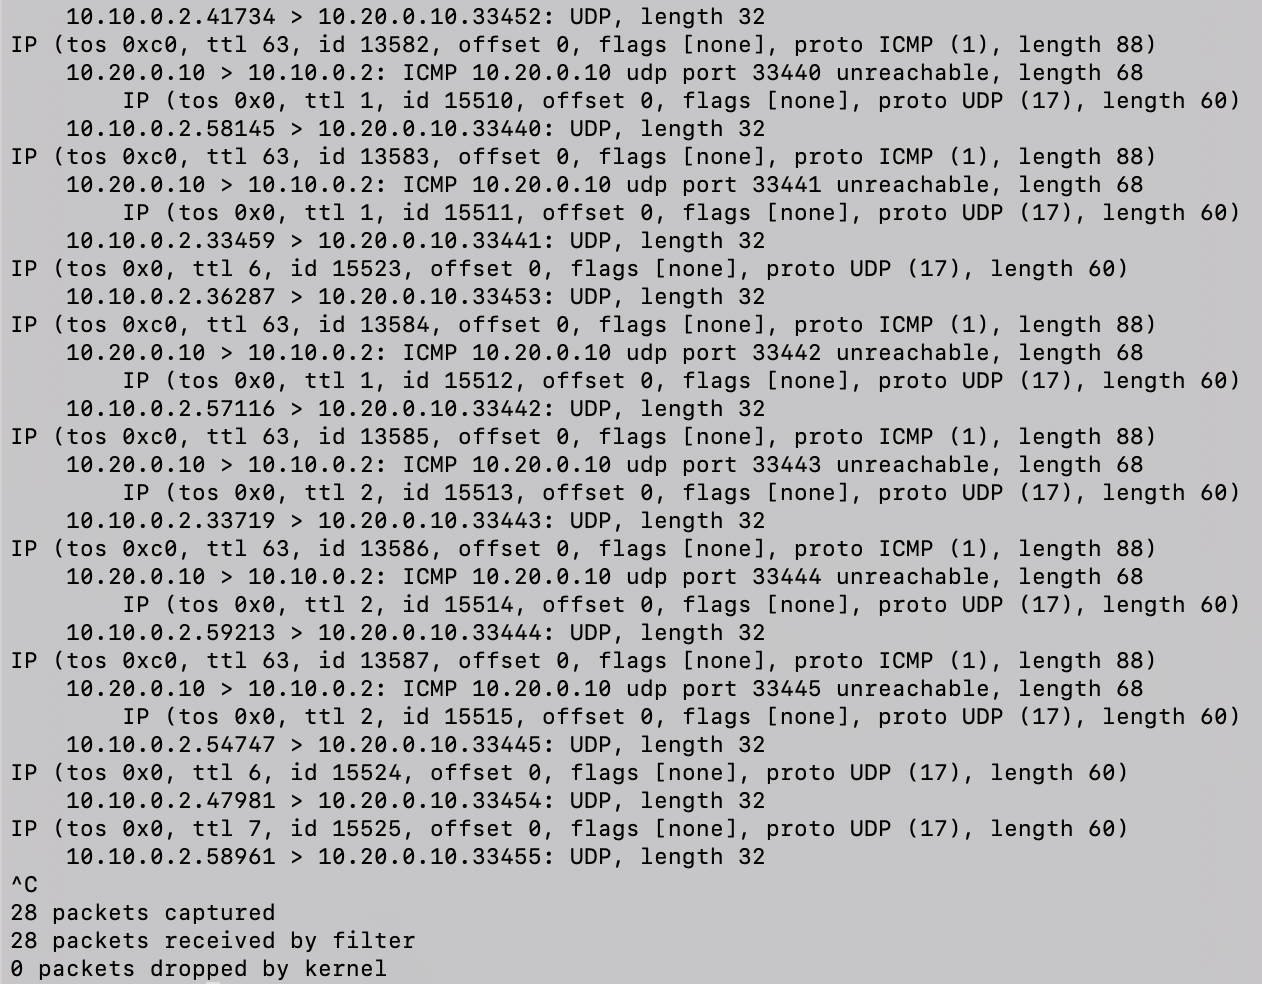 10.10.0.2.41734 > 10.20.0.10.33452: UDP, length 32
IP (tos 0xc0, ttl 63, id 13582, offset 0, flags [none], proto ICMP (1), length 88)
10.20.0.10 > 10.10.0.2: ICMP 10.20.0.10 udp port 33440 unreachable, length 68
IP (tos 0x0, ttl 1, id 15510, offset 0, flags [none], proto UDP (17), length 60)
10.10.0.2.58145 > 10.20.0.10.33440: UDP, length 32
IP (tos 0xc0, ttl 63, id 13583, offset 0, flags [none], proto ICMP (1), length 88)
10.20.0.10 > 10.10.0.2: ICMP 10.20.0.10 udp port 33441 unreachable, length 68
IP (tos 0x0, ttl 1, id 15511, offset 0, flags [none], proto UDP (17), length 60)
10.10.0.2.33459 > 10.20.0.10.33441: UDP, length 32
IP (tos 0x0, ttl 6, id 15523, offset 0, flags [none], proto UDP (17), length 60)
10.10.0.2.36287 > 10.20.0.10.33453: UDP, length 32
IP (tos 0xc0, ttl 63, id 13584, offset 0, flags [none], proto ICMP (1), length 88)
10.20.0.10 > 10.10.0.2: ICMP 10.20.0.10 udp port 33442 unreachable, length 68
IP (tos 0x0, ttl 1, id 15512, offset 0, flags [none], proto UDP (17), length 60)
10.10.0.2.57116 > 10.20.0.10.33442: UDP, length 32
IP (tos 0xc0, ttl 63, id 13585, offset 0, flags [none], proto ICMP (1), length 88)
10.20.0.10 > 10.10.0.2: ICMP 10.20.0.10 udp port 33443 unreachable, length 68
IP (tos 0x0, ttl 2, id 15513, offset 0, flags [none], proto UDP (17), length 60)
10.10.0.2.33719 > 10.20.0.10.33443: UDP, length 32
IP (tos 0xc0, ttl 63, id 13586, offset 0, flags [none], proto ICMP (1), length 88)
10.20.0.10 > 10.10.0.2: ICMP 10.20.0.10 udp port 33444 unreachable, length 68
IP (tos 0x0, ttl 2, id 15514, offset 0, flags [none], proto UDP (17), length 60)
10.10.0.2.59213 > 10.20.0.10.33444: UDP, length 32
IP (tos 0xc0, ttl 63, id 13587, offset 0, flags [none], proto ICMP (1), length 88)
10.20.0.10 > 10.10.0.2: ICMP 10.20.0.10 udp port 33445 unreachable, length 68
IP (tos 0x0, ttl 2, id 15515, offset 0, flags [none], proto UDP (17), length 60)
10.10.0.2.54747 > 10.20.0.10.33445: UDP, length 32
IP (tos 0x0, ttl 6, id 15524, offset 0, flags [none], proto UDP (17), length 60)
10.10.0.2.47981 > 10.20.0.10.33454: UDP, length 32
IP (tos 0x0, ttl 7, id 15525, offset 0, flags [none], proto UDP (17), length 60)
10.10.0.2.58961 > 10.20.0.10.33455: UDP, length 32
^C
28 packets captured
28 packets received by filter
0 packets dropped by kernel